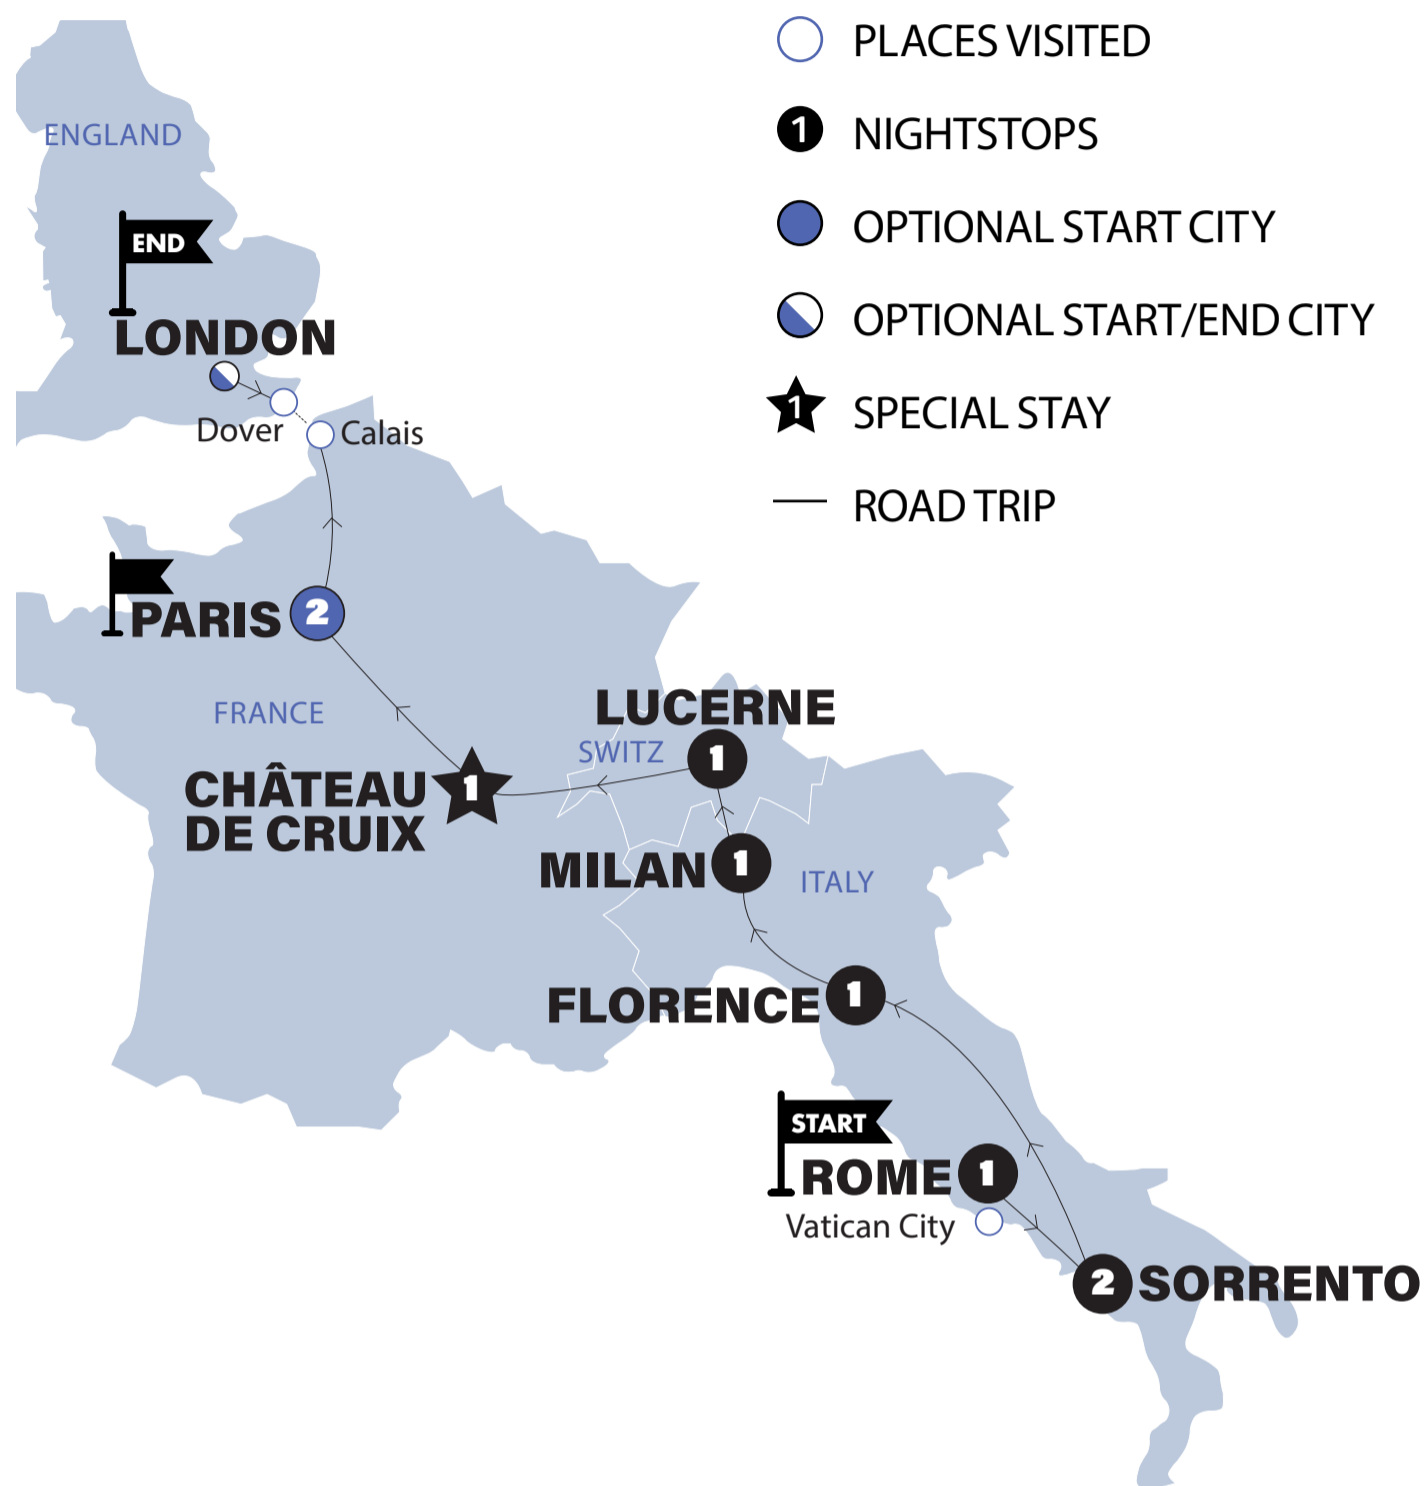 PLACES VISITED
1 NIGHTSTOPS
OPTIONAL START CITY
OPTIONAL START/END CITY
1 SPECIAL STAY
ROAD TRIP
ENGLAND
END
LONDON
Dover
Calais
PARIS 2
FRANCE
LUCERNE
SWITZ 1
CHÂTEAU 1
DE CRUIX
MILAN 1
ITALY
FLORENCE 1
START
ROME 1
Vatican City
2 SORRENTO